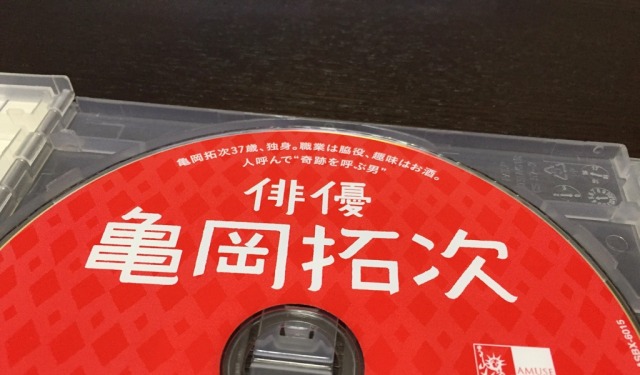 亀岡拓次37歳、独身。職業は脇役、趣味はお酒。
人呼んで“奇跡を呼ぶ男”
俳優
亀岡拓次
AMUSE